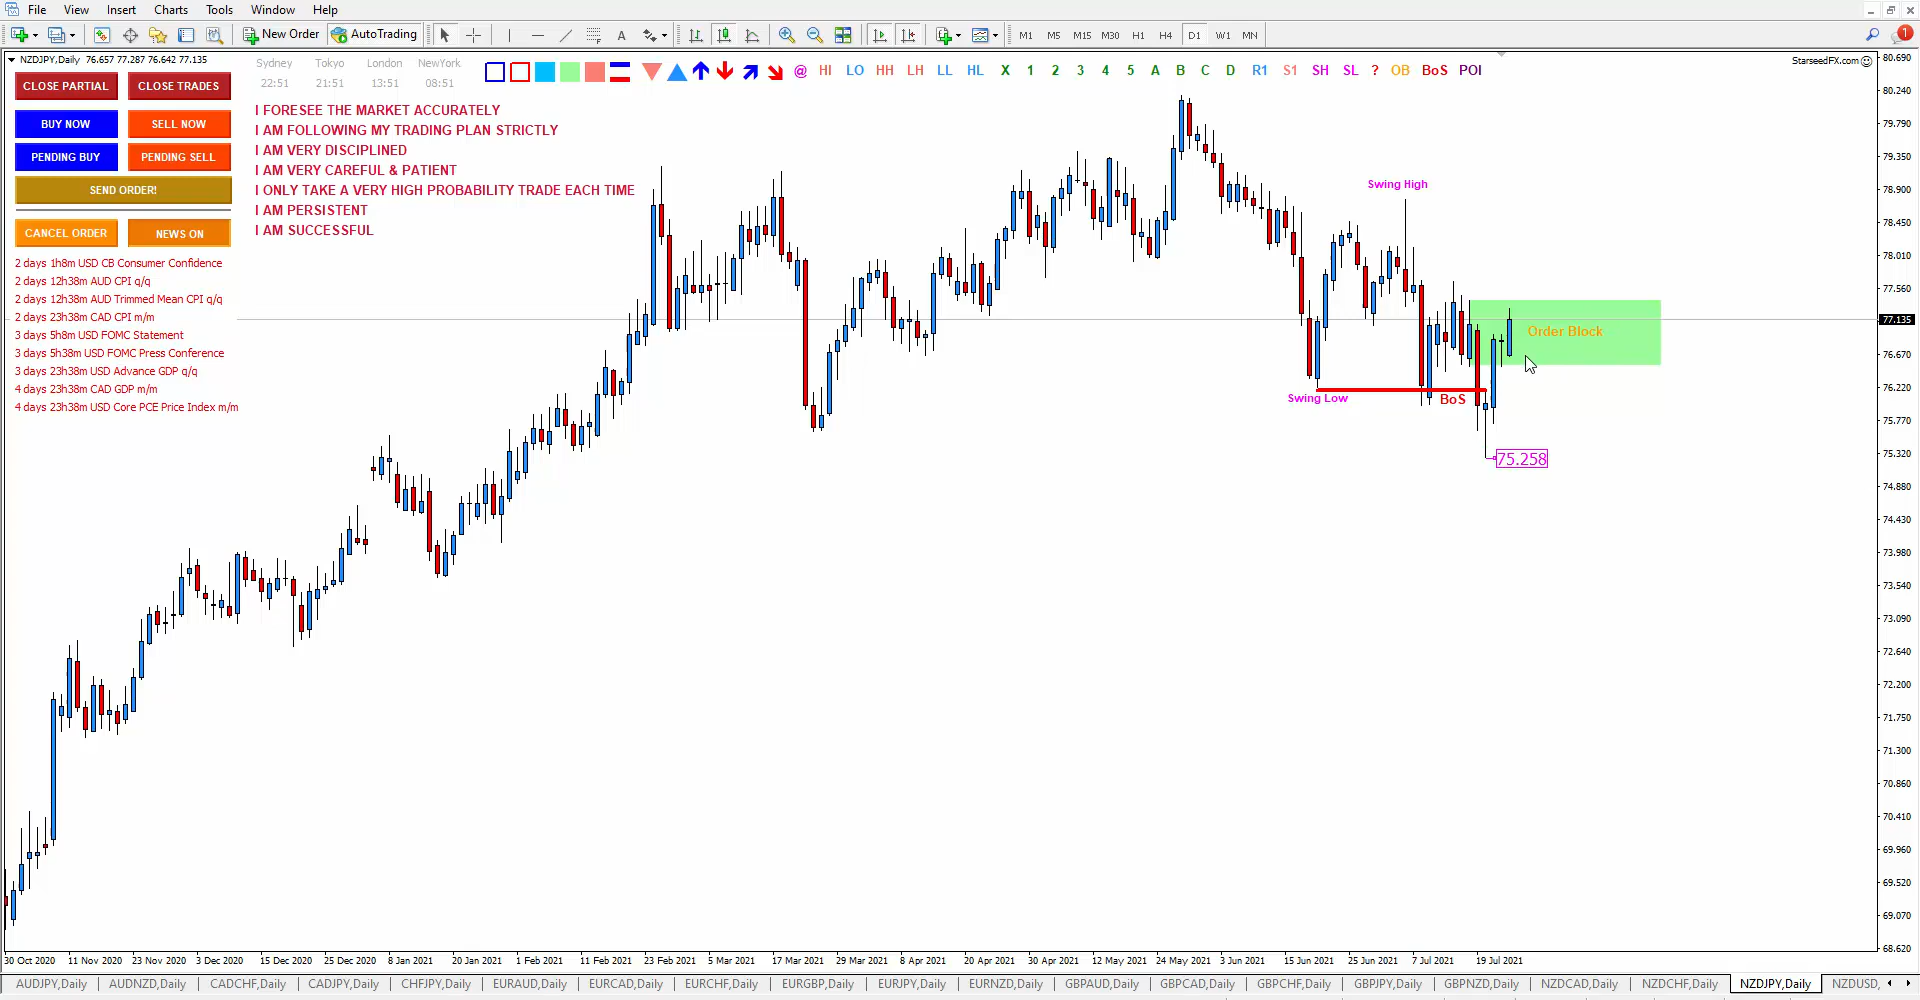 File View Insert Charts Tools Window Help
New Order AutoTrading M1 M5 M15 M30 H1 H4 D1 W1 MN 1
NZDJPY,Daily 76.657 77.287 76.642 77.135
StarseedFX.com
Sydney Tokyo London NewYork
22:51 21:51 13:51 08:51
@ HI LO HH LH LL HL X 1 2 3 4 5 A B C D R1 S1 SH SL ? OB BoS POI
CLOSE PARTIAL CLOSE TRADES
BUY NOW SELL NOW
PENDING BUY PENDING SELL
SEND ORDER!
CANCEL ORDER NEWS ON
I FORESEE THE MARKET ACCURATELY
I AM FOLLOWING MY TRADING PLAN STRICTLY
I AM VERY DISCIPLINED
I AM VERY CAREFUL & PATIENT
I ONLY TAKE A VERY HIGH PROBABILITY TRADE EACH TIME
I AM PERSISTENT
I AM SUCCESSFUL
2 days 1h8m USD CB Consumer Confidence
2 days 12h38m AUD CPI q/q
2 days 12h38m AUD Trimmed Mean CPI q/q
2 days 23h38m CAD CPI m/m
3 days 5h8m USD FOMC Statement
3 days 5h38m USD FOMC Press Conference
3 days 23h38m USD Advance GDP q/q
4 days 23h38m CAD GDP m/m
4 days 23h38m USD Core PCE Price Index m/m
Swing High
Order Block
Swing Low
BoS
75.258
80.690
80.240
79.790
79.350
78.900
78.450
78.010
77.560
77.135
76.670
76.220
75.770
75.320
74.880
74.430
73.980
73.540
73.090
72.640
72.200
71.750
71.300
70.860
70.410
69.960
69.520
69.070
68.620
30 Oct 2020 11 Nov 2020 23 Nov 2020 3 Dec 2020 15 Dec 2020 25 Dec 2020 8 Jan 2021 20 Jan 2021 1 Feb 2021 11 Feb 2021 23 Feb 2021 5 Mar 2021 17 Mar 2021 29 Mar 2021 8 Apr 2021 20 Apr 2021 30 Apr 2021 12 May 2021 24 May 2021 3 Jun 2021 15 Jun 2021 25 Jun 2021 7 Jul 2021 19 Jul 2021
AUDJPY,Daily AUDNZD,Daily CADCHF,Daily CADJPY,Daily CHFJPY,Daily EURAUD,Daily EURCAD,Daily EURCHF,Daily EURGBP,Daily EURJPY,Daily EURNZD,Daily GBPAUD,Daily GBPCAD,Daily GBPCHF,Daily GBPJPY,Daily GBPNZD,Daily NZDCAD,Daily NZDCHF,Daily NZDJPY,Daily NZDUSD,